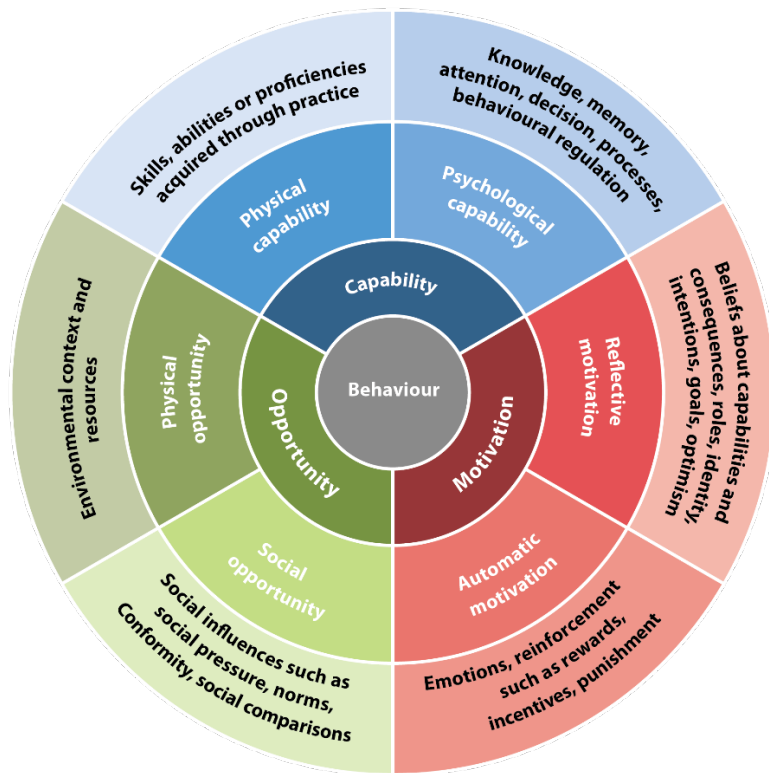 Skills, abilities or proficiencies
acquired through practice
Knowledge, memory,
attention, decision, processes,
behavioural regulation
Physical
capability
Psychological
capability
Capability
Environmental context and
resources
Physical
opportunity
Opportunity
Behaviour
Motivation
Reflective
motivation
Beliefs about capabilities and
consequences, roles, identity,
intentions, goals, optimism
Social
opportunity
Automatic
motivation
Social influences such as
social pressure, norms,
Conformity, social comparisons
Emotions, reinforcement
such as rewards,
incentives, punishment